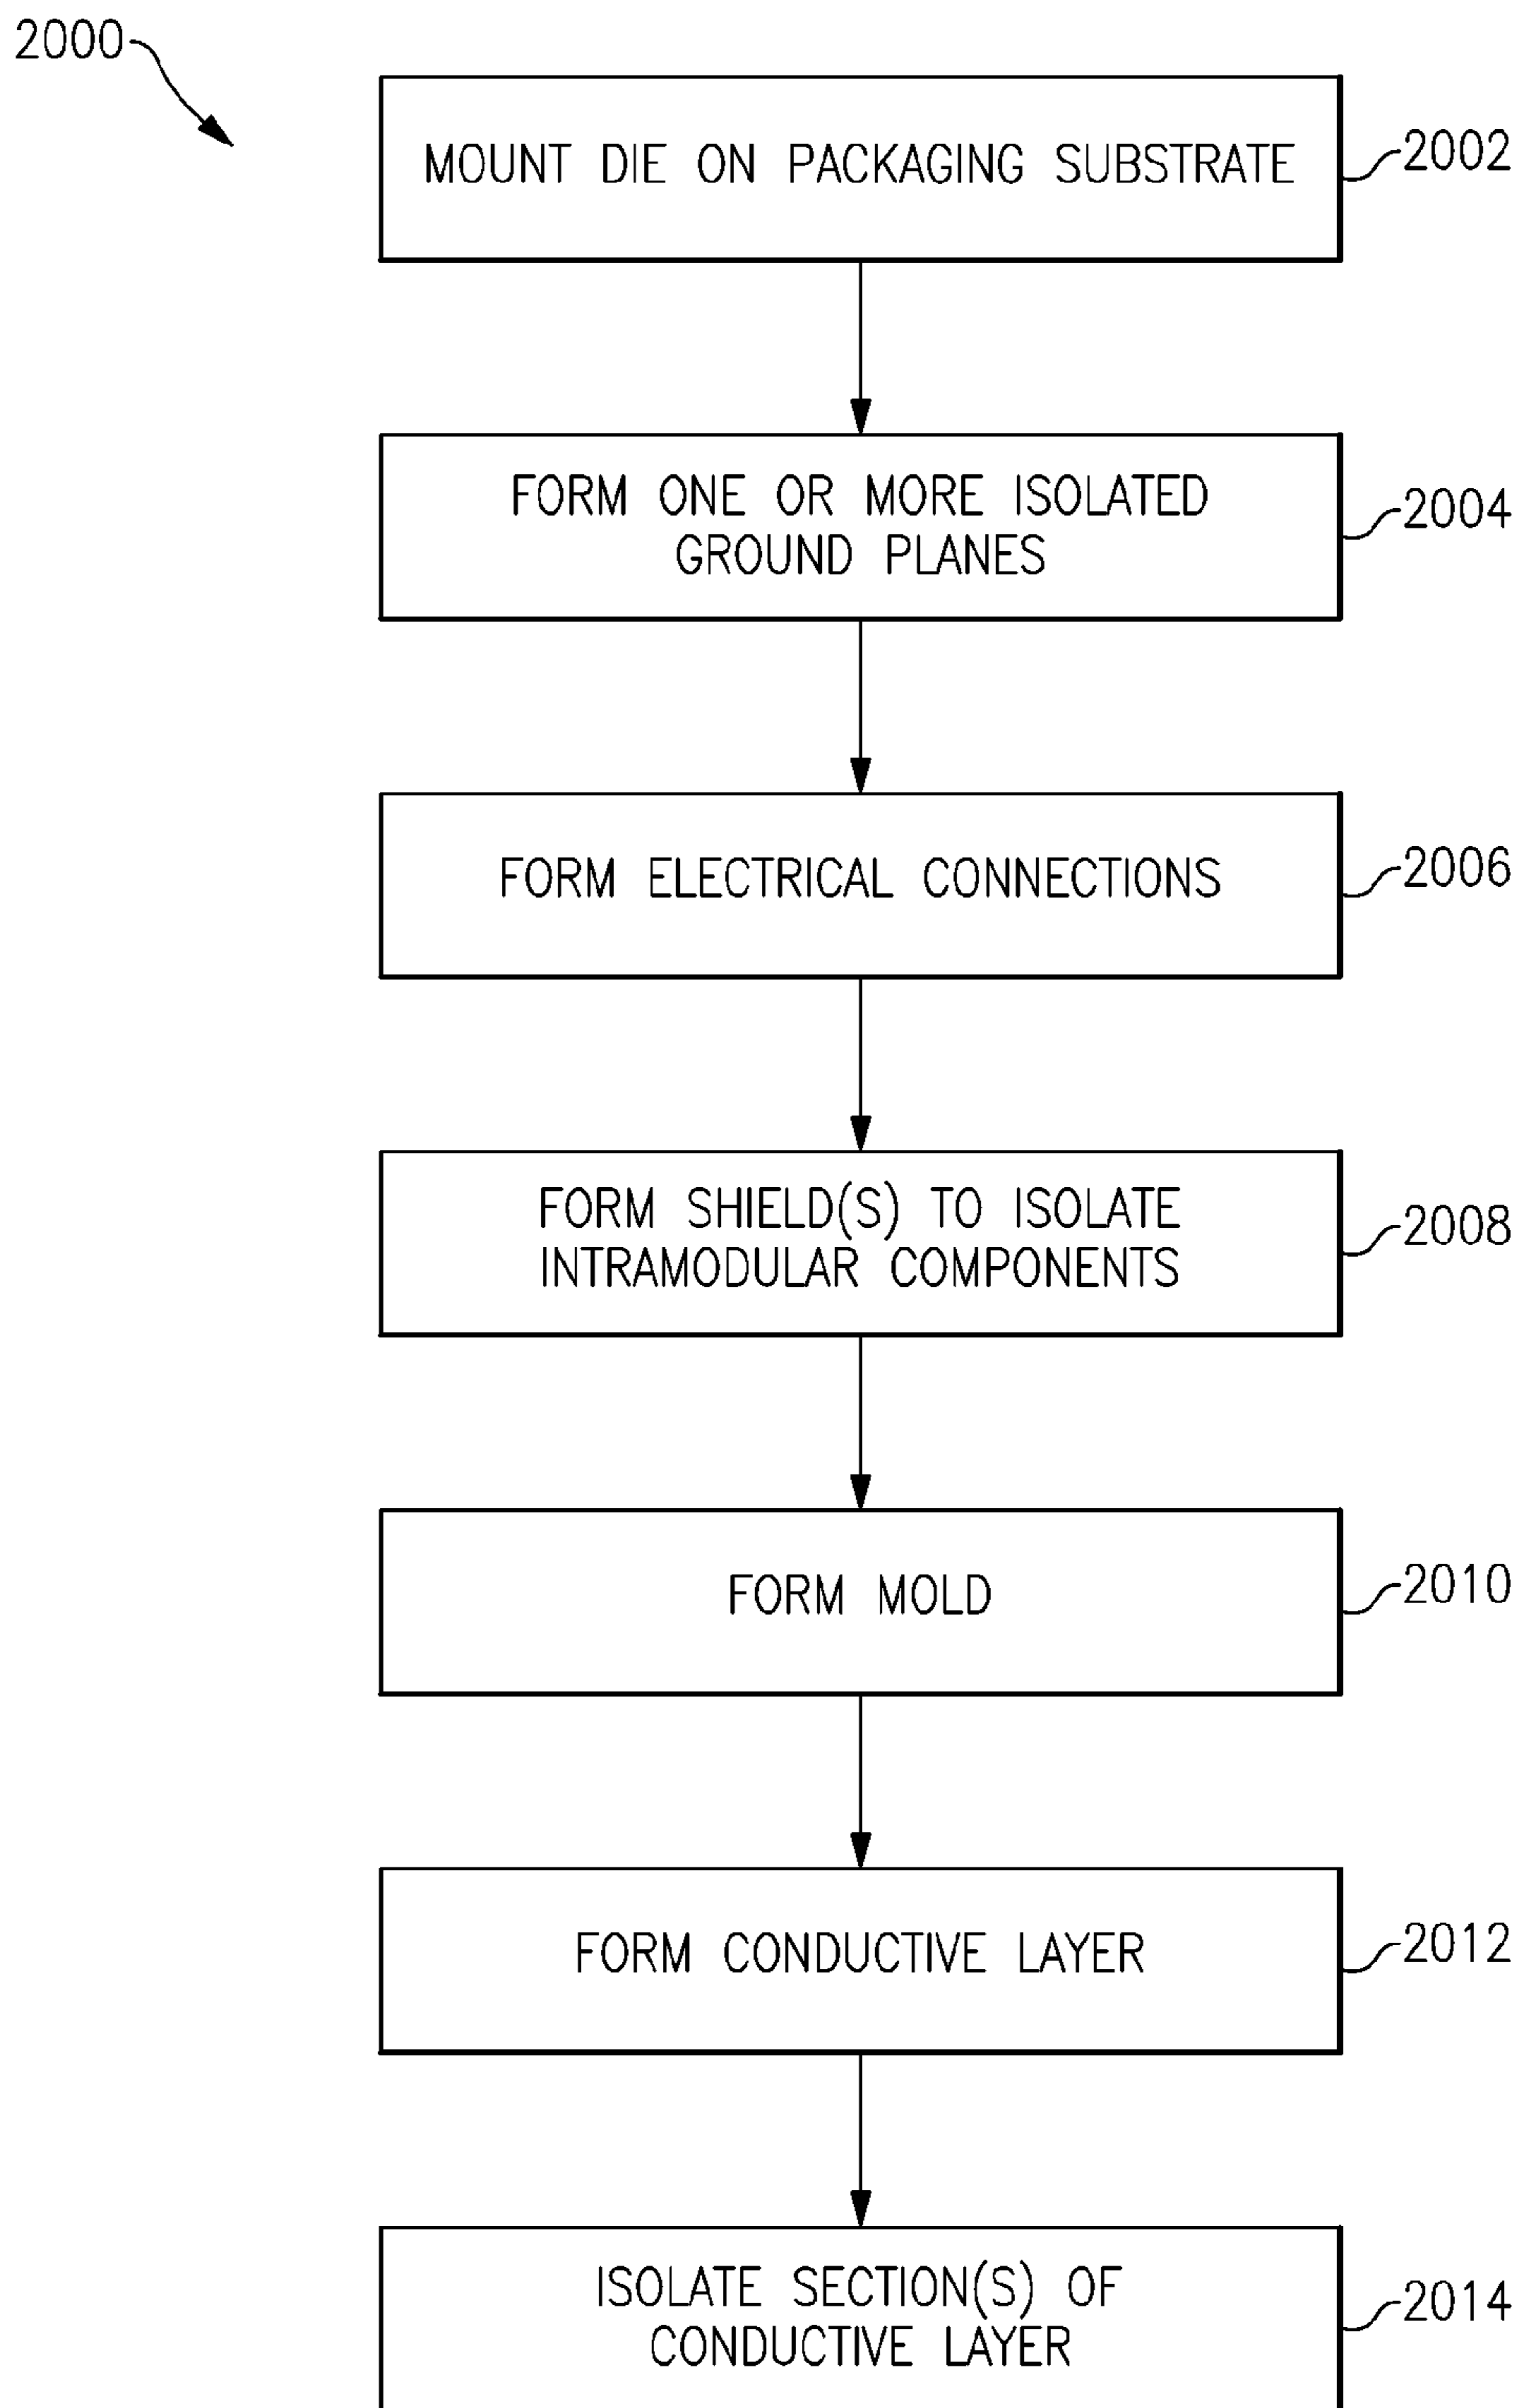 2000
MOUNT DIE ON PACKAGING SUBSTRATE
2002
FORM ONE OR MORE ISOLATED
GROUND PLANES
2004
FORM ELECTRICAL CONNECTIONS
2006
FORM SHIELD(S) TO ISOLATE
INTRAMODULAR COMPONENTS
2008
FORM MOLD
2010
FORM CONDUCTIVE LAYER
2012
ISOLATE SECTION(S) OF
CONDUCTIVE LAYER
2014